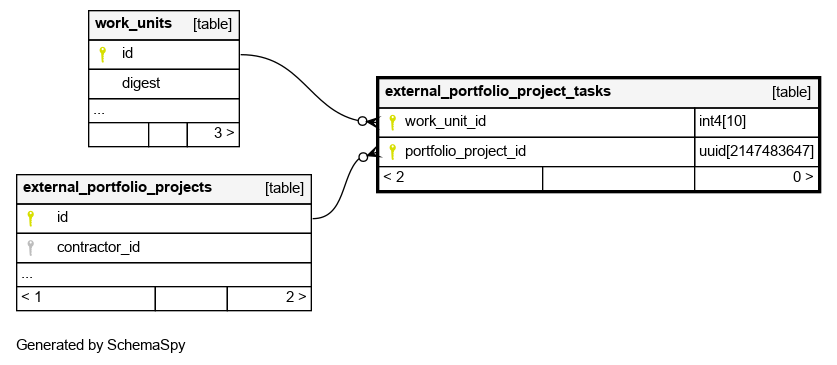 work_units [table]
id
digest
...
3 >
external_portfolio_project_tasks [table]
work_unit_id int4[10]
portfolio_project_id uuid[2147483647]
< 2 0 >
external_portfolio_projects [table]
id
contractor_id
...
< 1 2 >
Generated by SchemaSpy